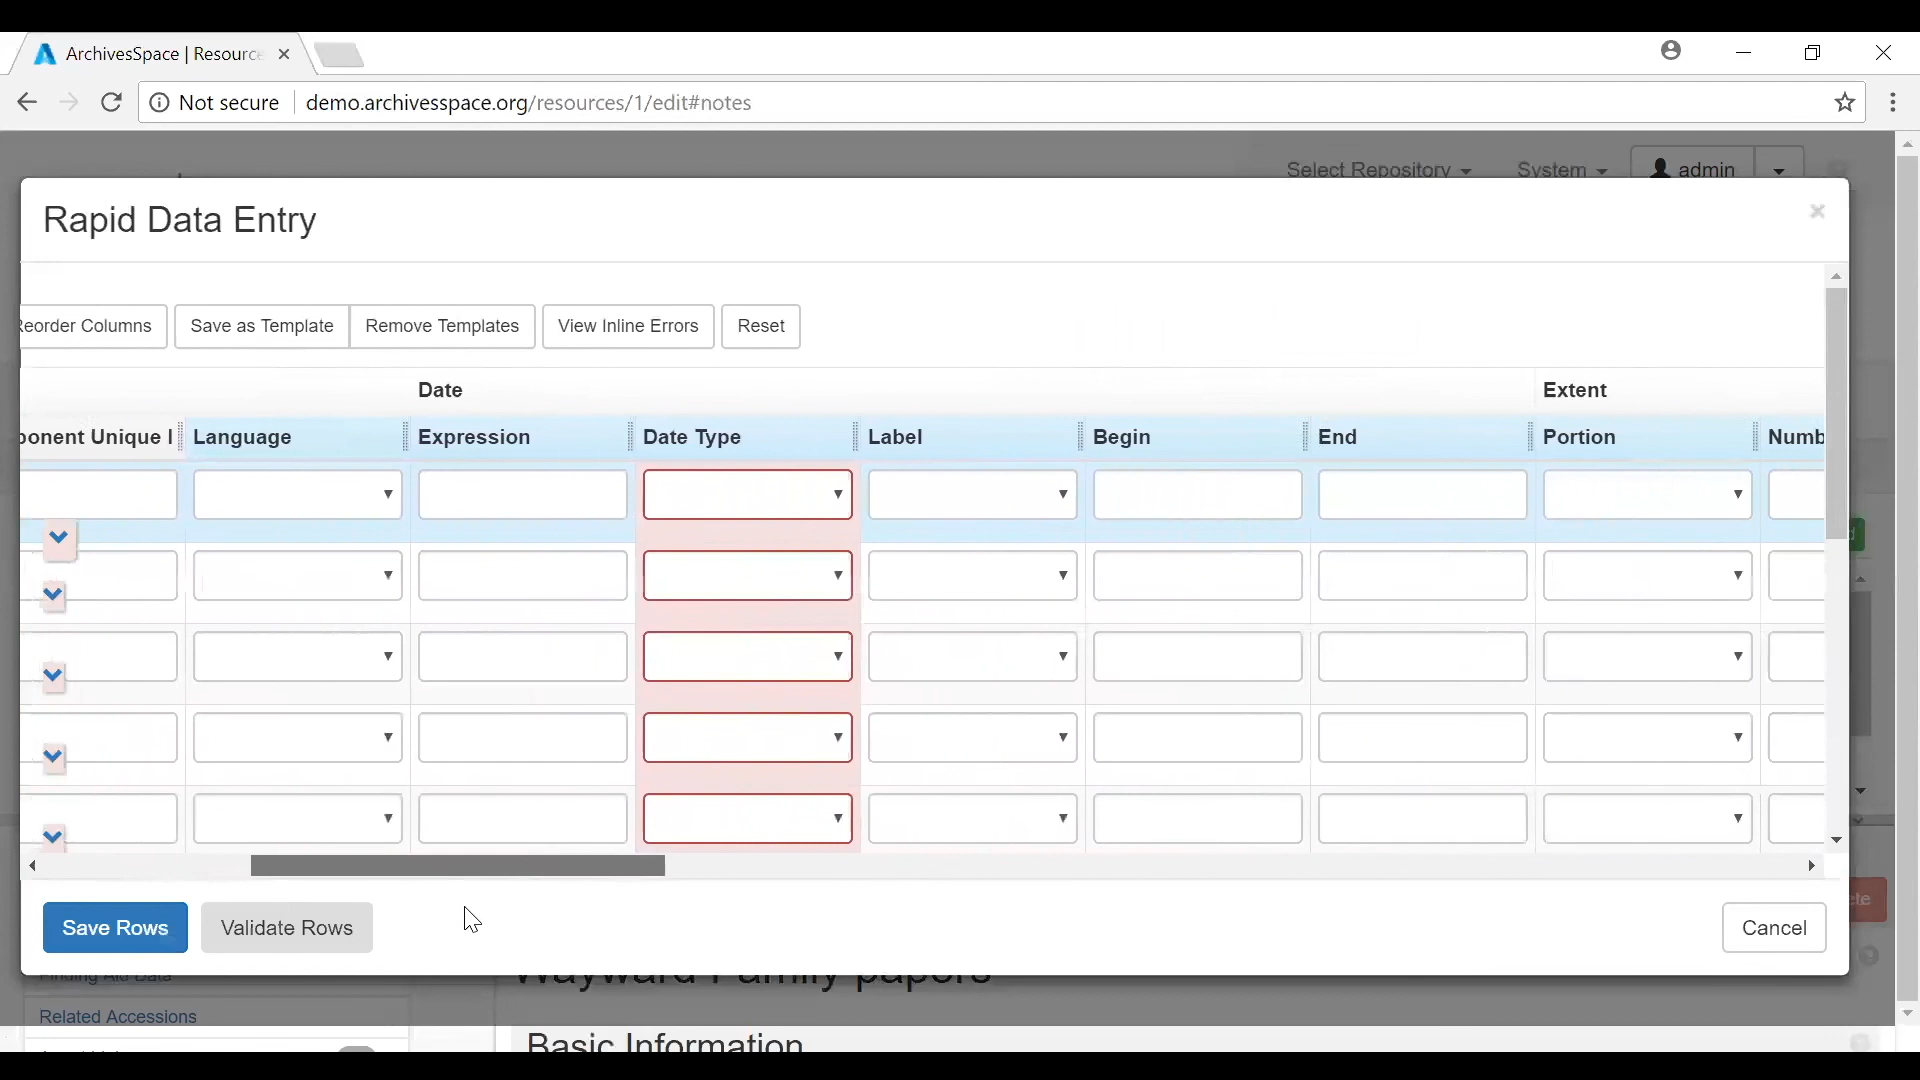 ArchivesSpace | Resource
Not secure
demo.archivesspace.org/resources/1/edit#notes
Select Repository
System
admin
Rapid Data Entry
×
Reorder Columns
Save as Template
Remove Templates
View Inline Errors
Reset
Date
Extent
ponent Unique I
Language
Expression
Date Type
Label
Begin
End
Portion
Numb
Save Rows
Validate Rows
Cancel
Finding Aid Data
Wayward Family papers
Related Accessions
Basic Information